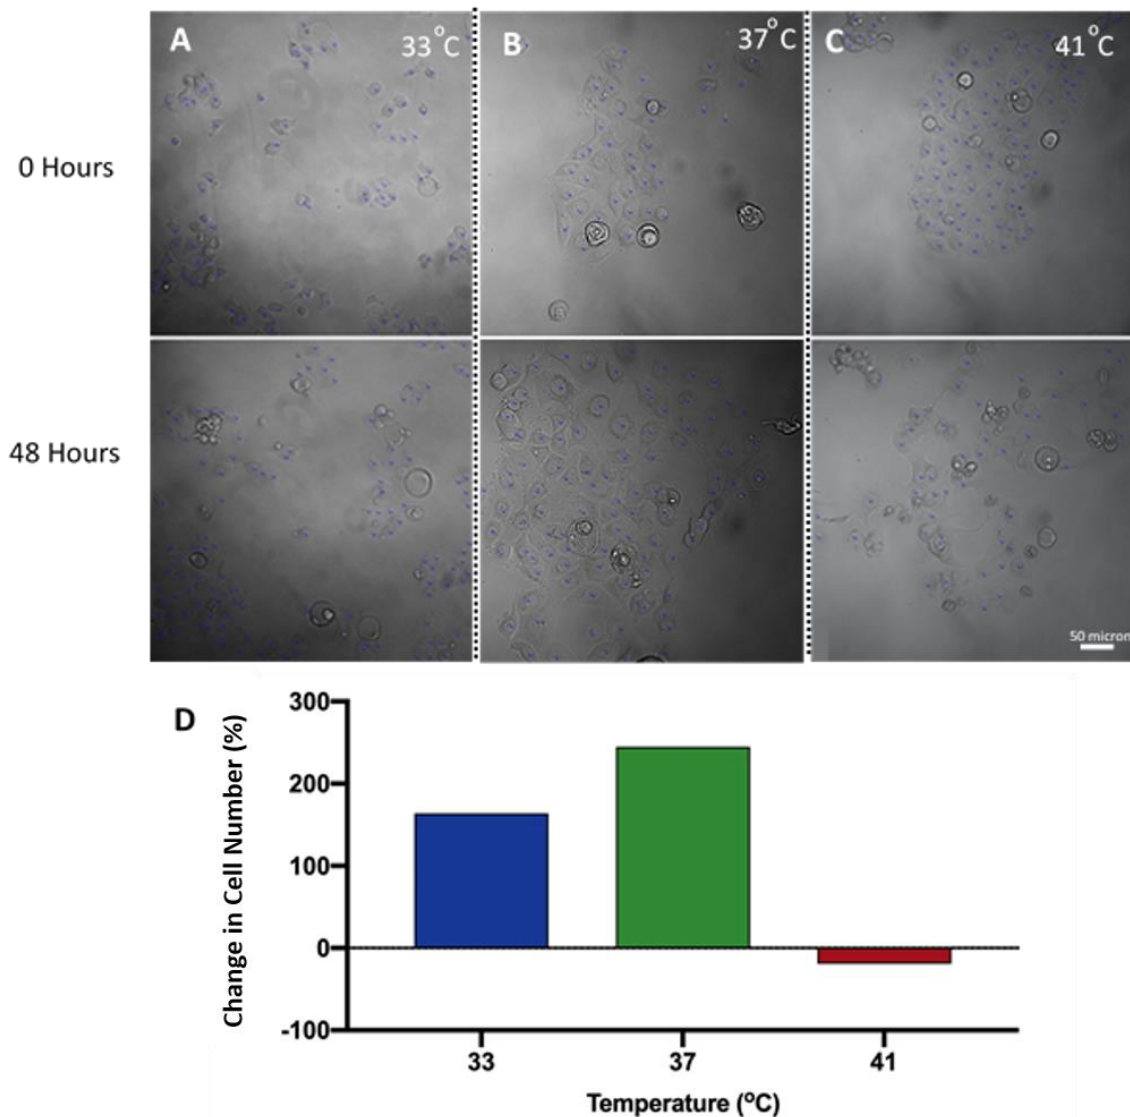 A
33°C
B
37°C
C
41°C
0 Hours
48 Hours
50 micron
D
Change in Cell Number (%)
300
200
100
0
-100
33
37
41
Temperature (°C)